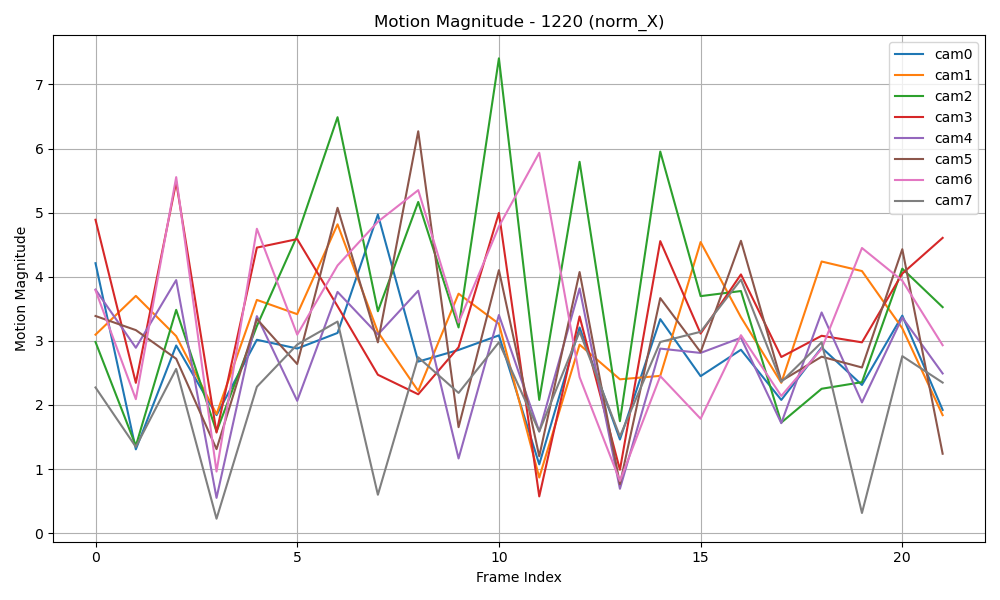 Motion Magnitude - 1220 (norm_X)
cam0
cam1
cam2
cam3
cam4
cam5
cam6
cam7
Motion Magnitude
7
6
5
4
3
2
1
0
0 5 10 15 20
Frame Index